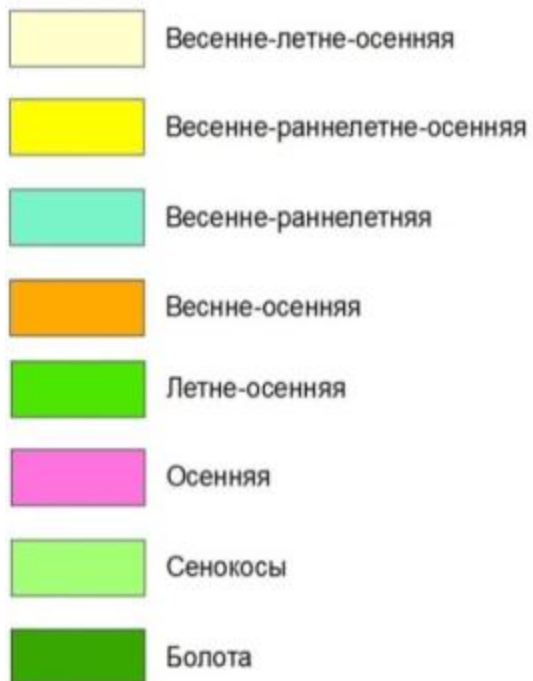 Весенне-летне-осенняя
Весенне-раннелетне-осенняя
Весенне-раннелетняя
Веснне-осенняя
Летне-осенняя
Осенняя
Сенокосы
Болота